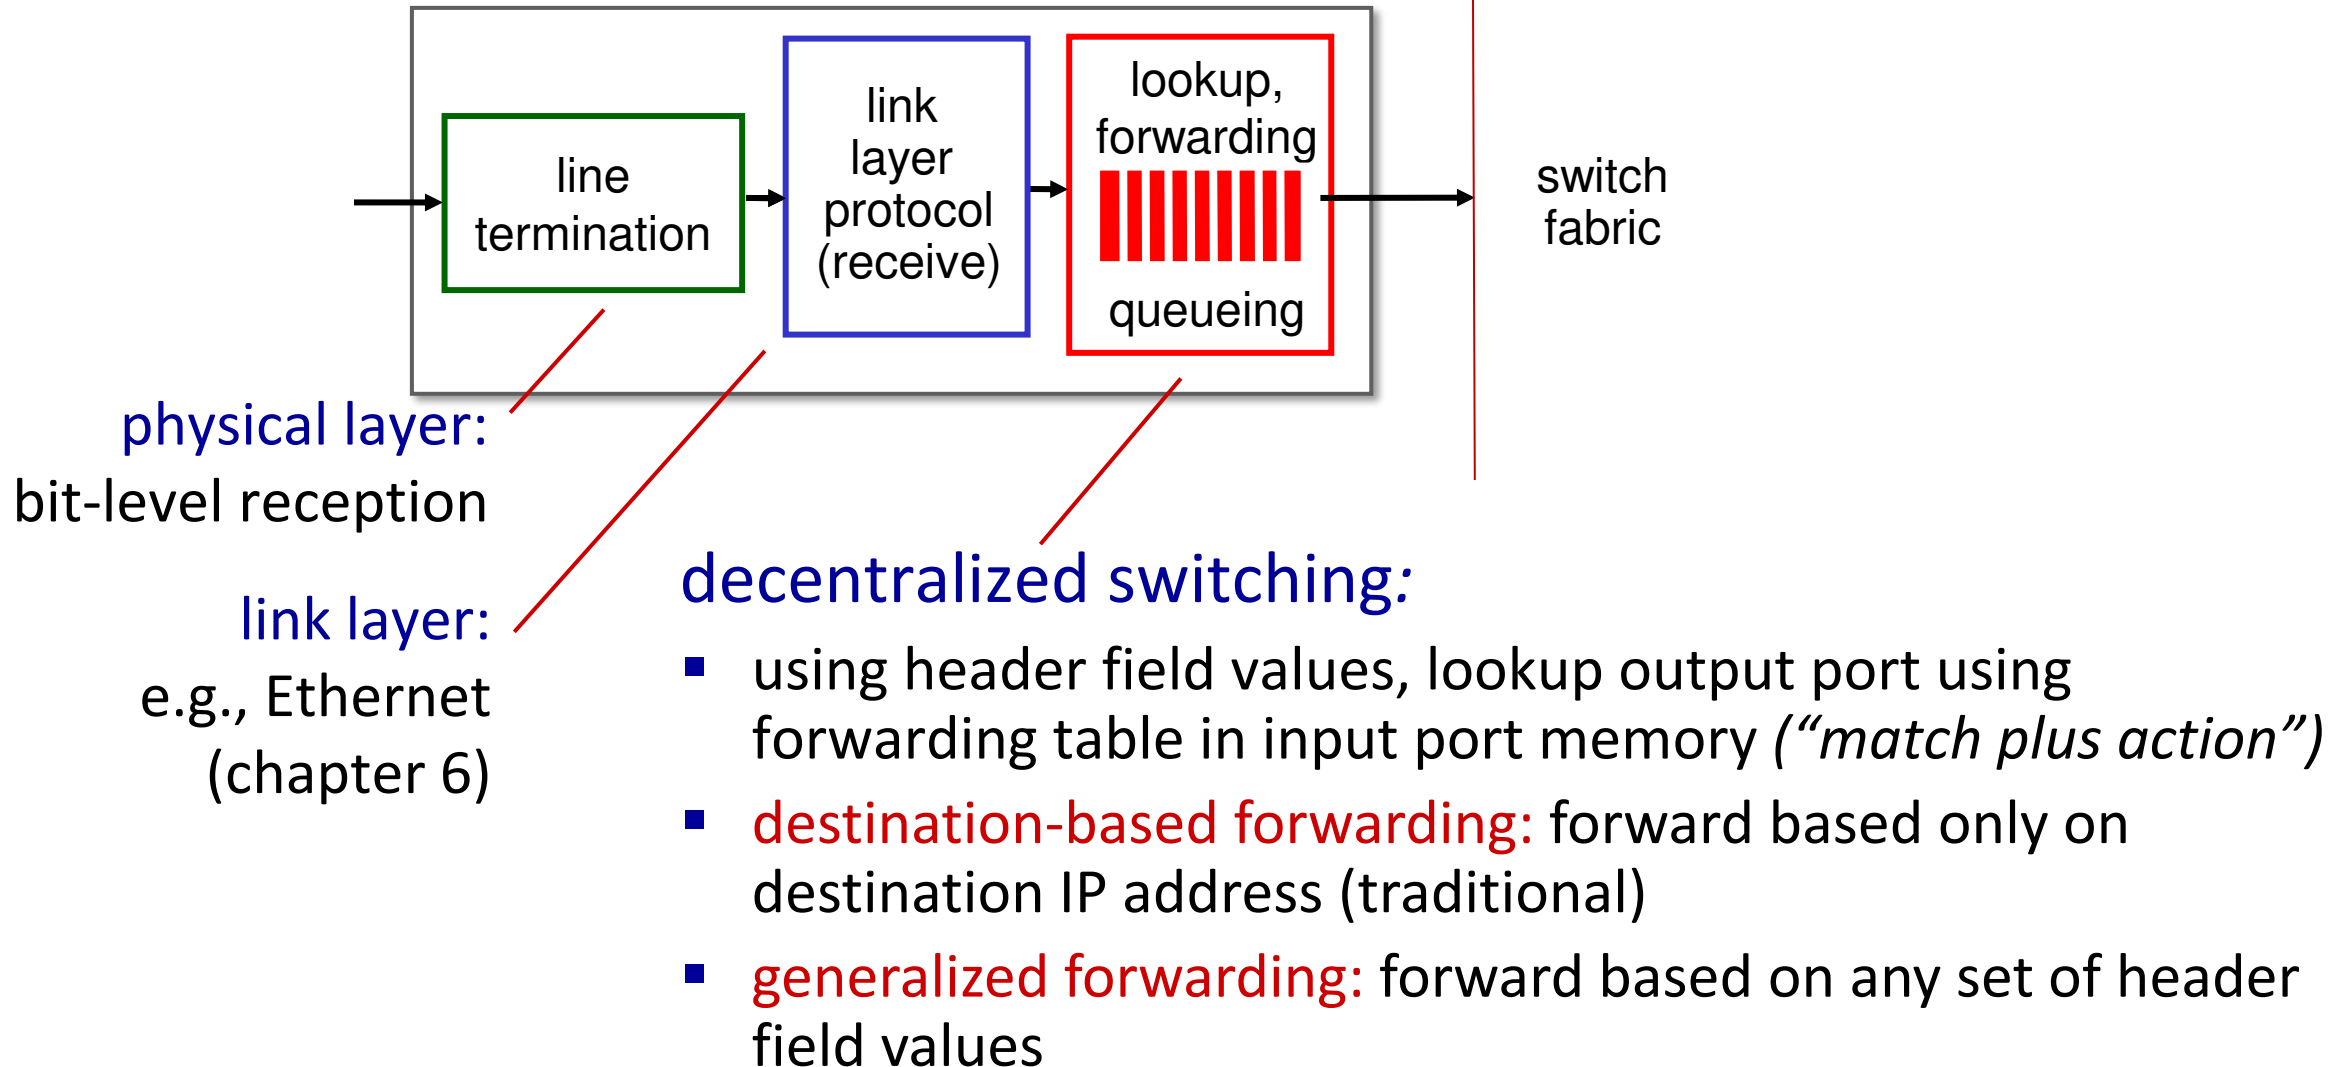 line
termination
link
layer
protocol
(receive)
lookup,
forwarding
queueing
switch
fabric
physical layer:
bit-level reception
link layer:
e.g., Ethernet
(chapter 6)
decentralized switching:
▪ using header field values, lookup output port using
forwarding table in input port memory (“match plus action”)
▪ destination-based forwarding: forward based only on
destination IP address (traditional)
▪ generalized forwarding: forward based on any set of header
field values